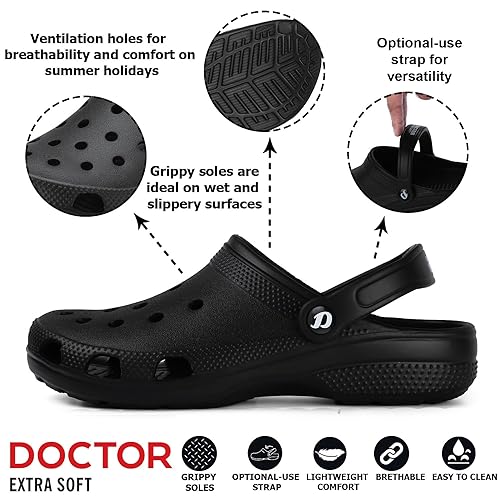 Ventilation holes for
breathability and comfort on
summer holidays
Optional-use
strap for
versatility
Grippy soles are
ideal on wet and
slippery surfaces
D
DOCTOR
EXTRA SOFT
GRIPPY
SOLES
OPTIONAL-USE
STRAP
LIGHTWEIGHT
COMFORT
BRETHABLE
EASY TO CLEAN